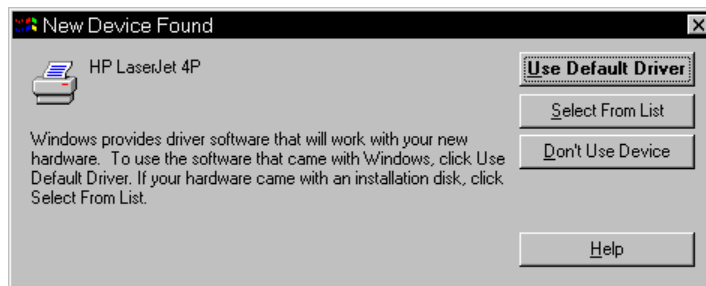 New Device Found
HP LaserJet 4P
Use Default Driver
Select From List
Don't Use Device
Windows provides driver software that will work with your new
hardware.  To use the software that came with Windows, click Use
Default Driver. If your hardware came with an installation disk, click
Select From List.
Help